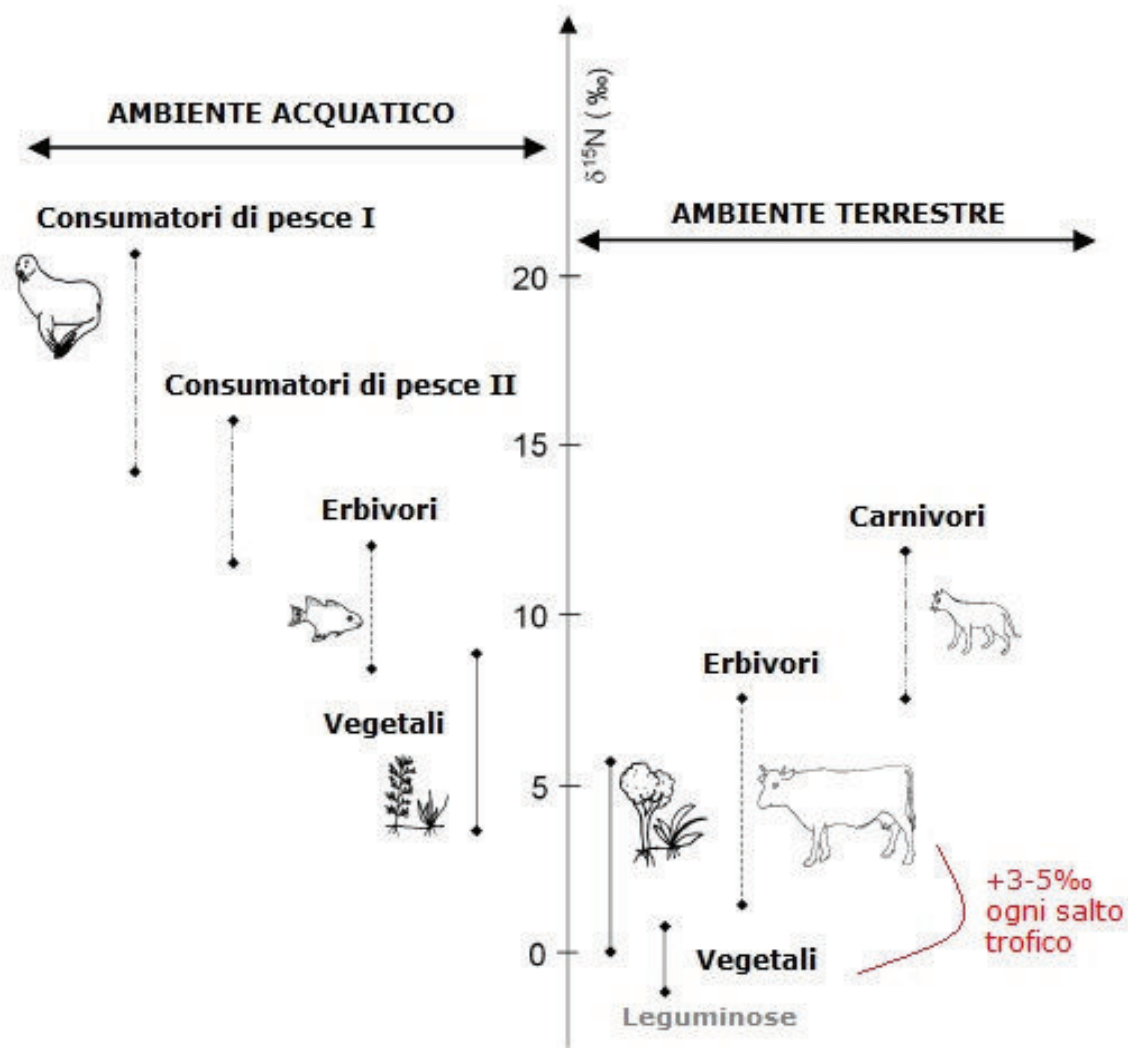 AMBIENTE ACQUATICO
δ¹⁵N ( ‰)
Consumatori di pesce I
AMBIENTE TERRESTRE
20
Consumatori di pesce II
15
Erbivori
Carnivori
10
Erbivori
Vegetali
5
+3-5‰
ogni salto
trofico
0
Vegetali
Leguminose